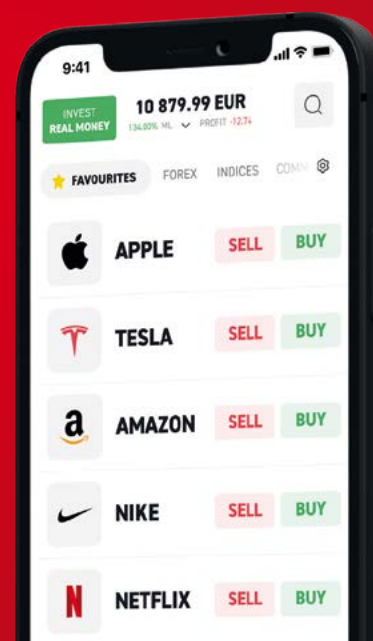 9:41
INVEST
REAL MONEY
10 879.99 EUR
134.00% ML PROFIT -12.74
FAVOURITES FOREX INDICES
APPLE SELL BUY
TESLA SELL BUY
a AMAZON SELL BUY
NIKE SELL BUY
N NETFLIX SELL BUY